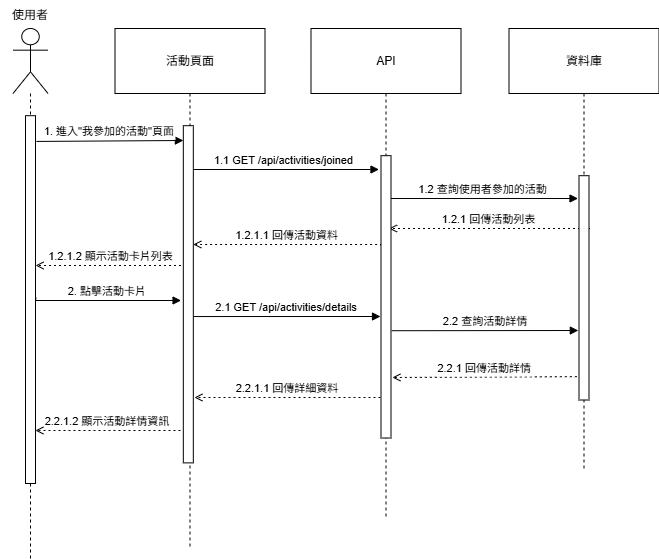 使用者
活動頁面
API
資料庫
1. 進入"我參加的活動"頁面
1.1 GET /api/activities/joined
1.2 查詢使用者參加的活動
1.2.1 回傳活動列表
1.2.1.1 回傳活動資料
1.2.1.2 顯示活動卡片列表
2. 點擊活動卡片
2.1 GET /api/activities/details
2.2 查詢活動詳情
2.2.1 回傳活動詳情
2.2.1.1 回傳詳細資料
2.2.1.2 顯示活動詳情資訊